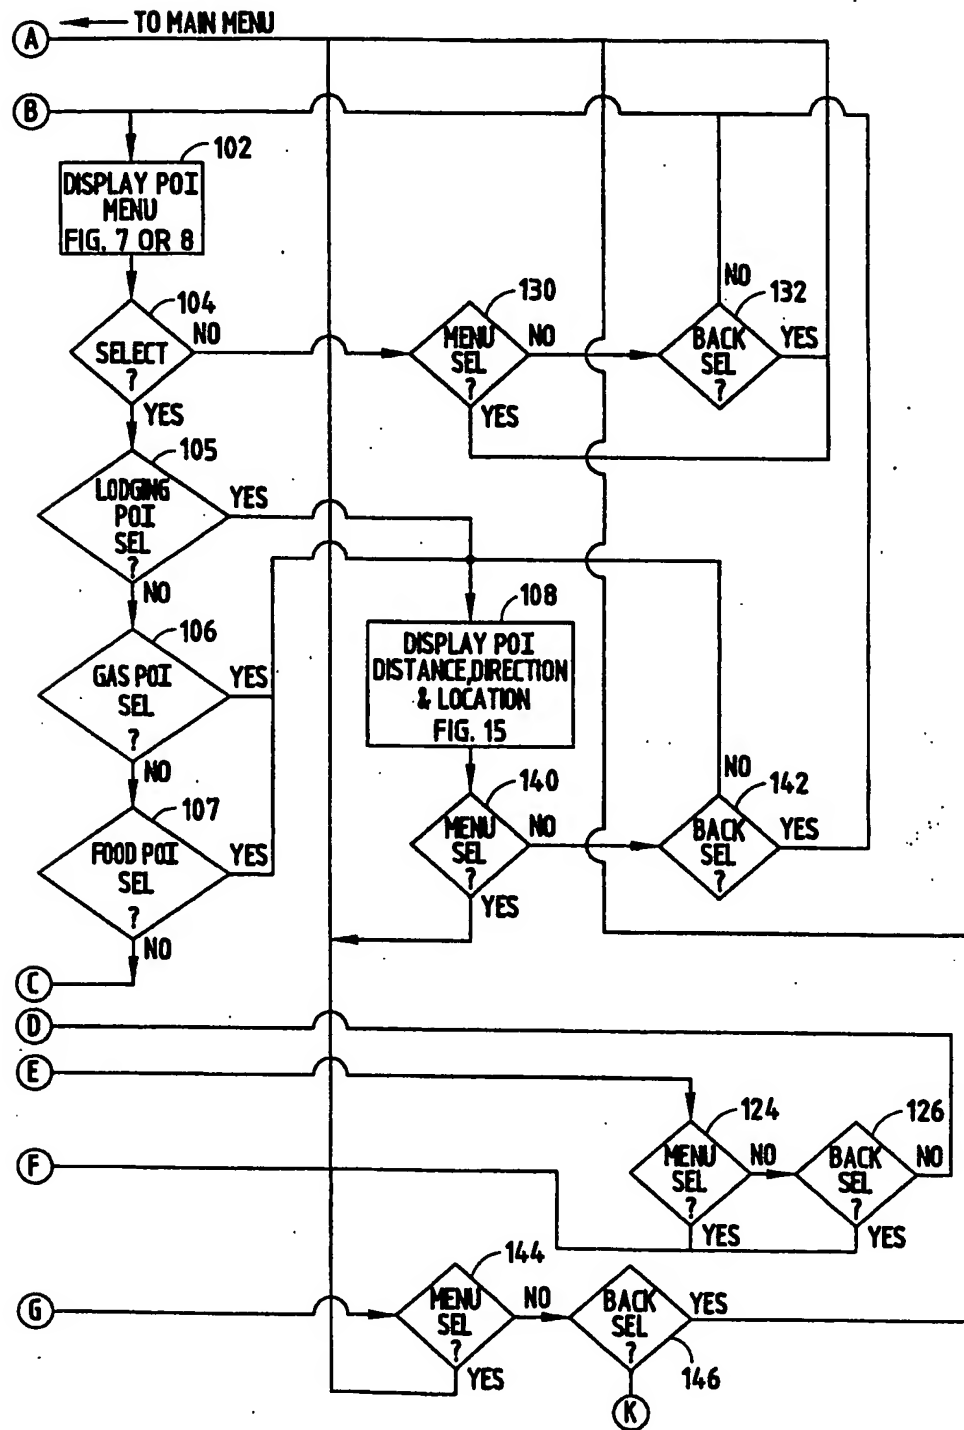 A
TO MAIN MENU
B
102
DISPLAY POI
MENU
FIG. 7 OR 8
104
SELECT
?
NO
YES
130
MENU
SEL
?
NO
YES
132
BACK
SEL
?
NO
YES
105
LODGING
POI
SEL
?
YES
NO
106
GAS POI
SEL
?
YES
NO
107
FOOD POI
SEL
?
YES
NO
108
DISPLAY POI
DISTANCE,DIRECTION
& LOCATION
FIG. 15
140
MENU
SEL
?
NO
YES
142
BACK
SEL
?
NO
YES
C
D
E
124
MENU
SEL
?
NO
YES
126
BACK
SEL
?
NO
YES
F
G
144
MENU
SEL
?
NO
YES
BACK
SEL
?
YES
146
K